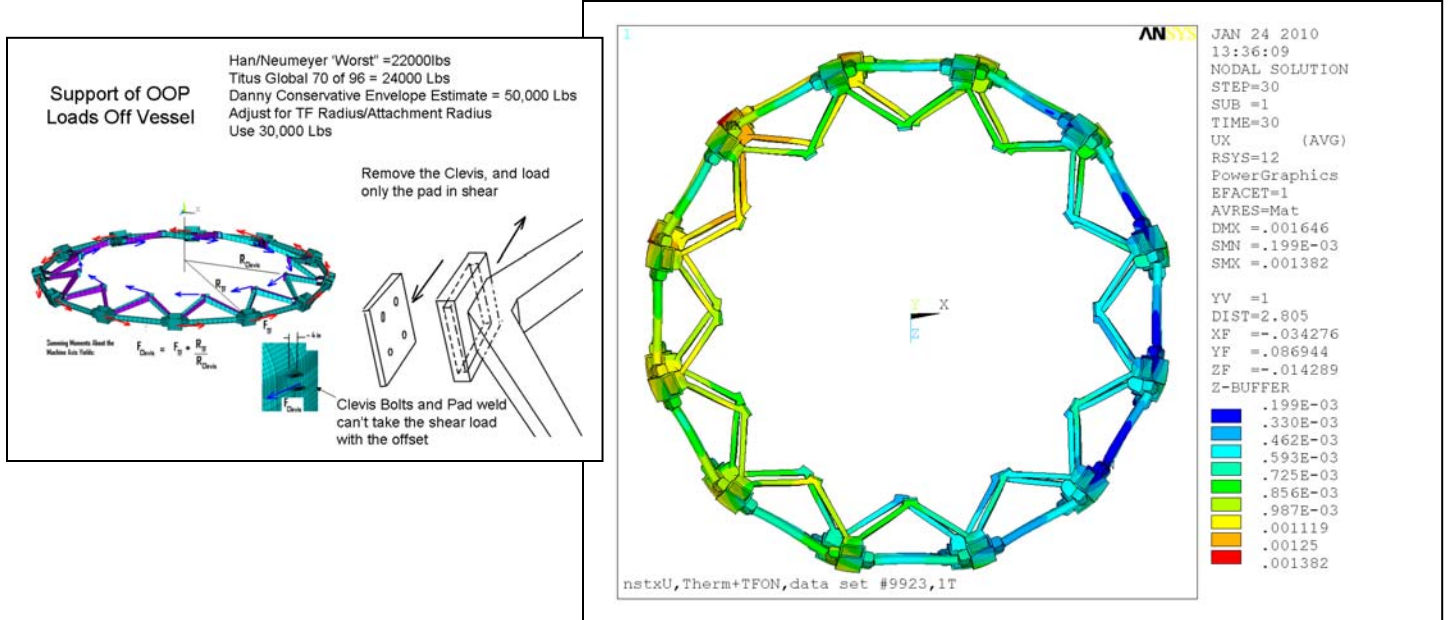 Support of OOP
Loads Off Vessel
Han/Neumeyer 'Worst" =22000lbs
Titus Global 70 of 96 = 24000 Lbs
Danny Conservative Envelope Estimate = 50,000 Lbs
Adjust for TF Radius/Attachment Radius
Use 30,000 Lbs
Remove the Clevis, and load
only the pad in shear
X
R Clevis
R TF
F TF
~ 4 in
Summing Moments About the
Machine Axis Yields:
F Clevis = F TF * R TF / R Clevis
F Clevis
Clevis Bolts and Pad weld
can't take the shear load
with the offset
1
ANSYS
Y X
Z
nstxU,Therm+TFON,data set #9923,1T
JAN 24 2010
13:36:09
NODAL SOLUTION
STEP=30
SUB =1
TIME=30
UX (AVG)
RSYS=12
PowerGraphics
EFACET=1
AVRES=Mat
DMX =.001646
SMN =.199E-03
SMX =.001382
YV =1
DIST=2.805
XF =-.034276
YF =.086944
ZF =-.014289
Z-BUFFER
.199E-03
.330E-03
.462E-03
.593E-03
.725E-03
.856E-03
.987E-03
.001119
.00125
.001382